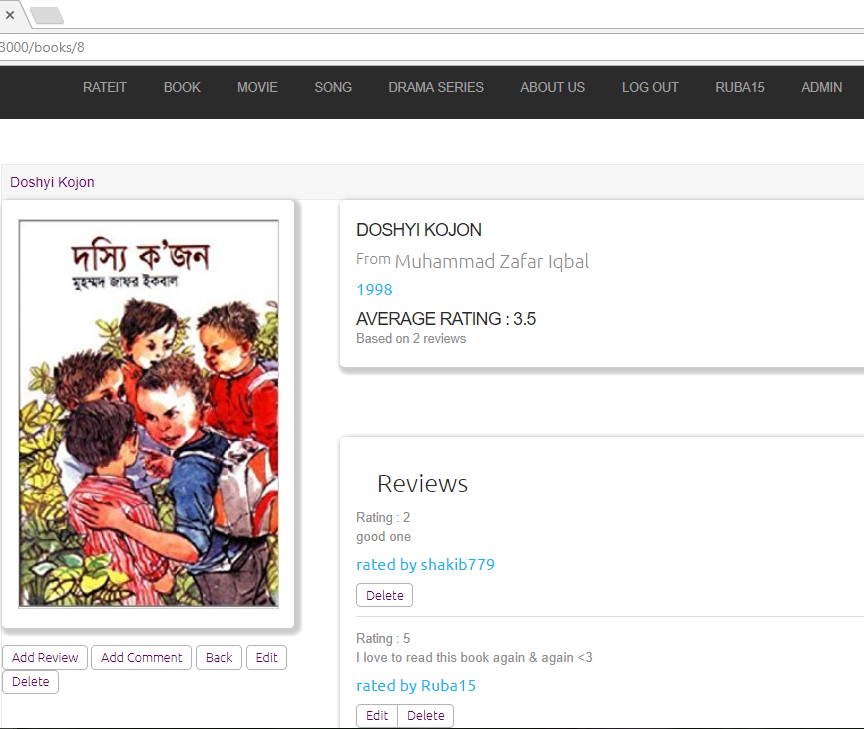 3000/books/8
RATEIT BOOK MOVIE SONG DRAMA SERIES ABOUT US LOG OUT RUBA15 ADMIN
Doshyi Kojon
দস্যি ক'জন
মুহম্মদ জাফর ইকবাল
Add Review Add Comment Back Edit
Delete
DOSHYI KOJON
From Muhammad Zafar Iqbal
1998
AVERAGE RATING : 3.5
Based on 2 reviews
Reviews
Rating : 2
good one
rated by shakib779
Delete
Rating : 5
I love to read this book again & again <3
rated by Ruba15
Edit Delete